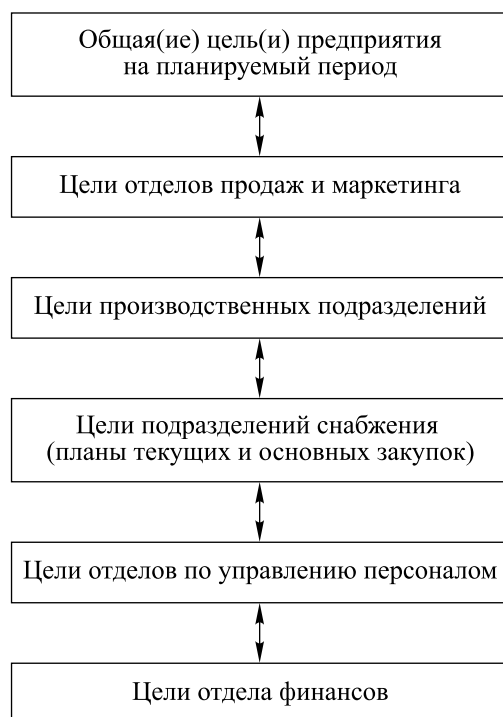 Общая(ие) цель(и) предприятия
на планируемый период
Цели отделов продаж и маркетинга
Цели производственных подразделений
Цели подразделений снабжения
(планы текущих и основных закупок)
Цели отделов по управлению персоналом
Цели отдела финансов